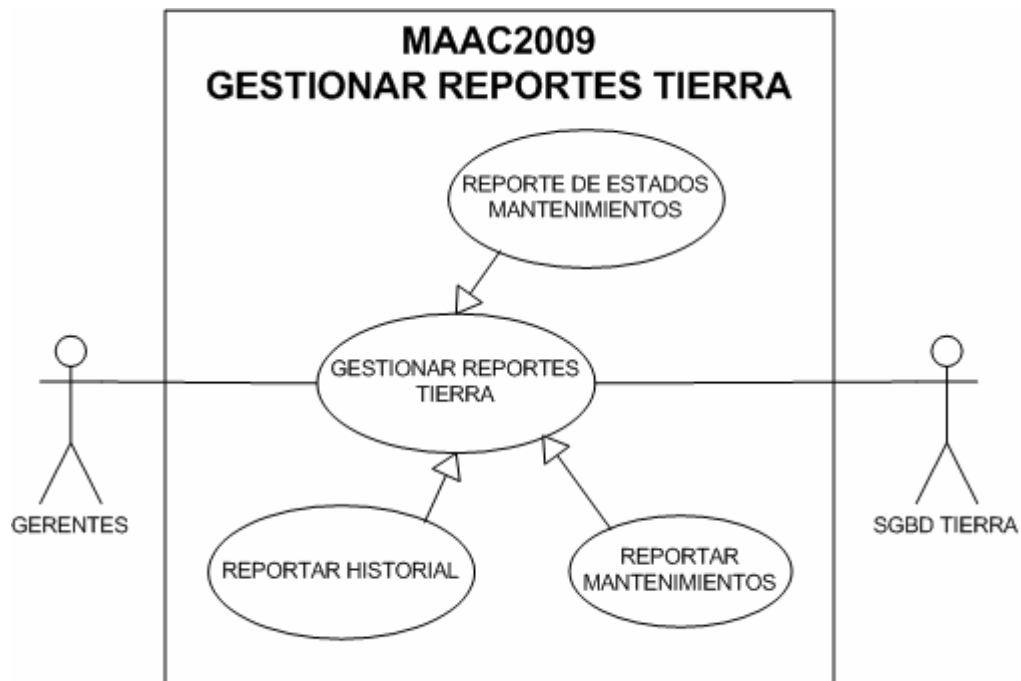 MAAC2009
GESTIONAR REPORTES TIERRA
REPORTE DE ESTADOS
MANTENIMIENTOS
GESTIONAR REPORTES
TIERRA
GERENTES
SGBD TIERRA
REPORTAR HISTORIAL
REPORTAR
MANTENIMIENTOS